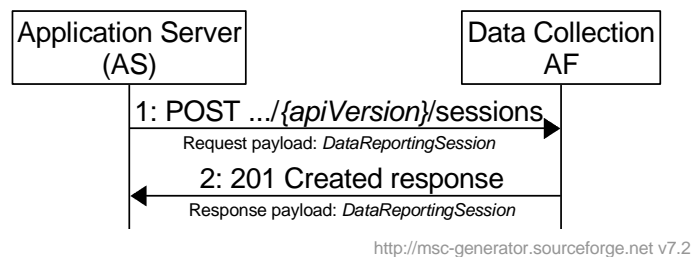 Application Server
(AS)
Data Collection
AF
1: POST .../{apiVersion}/sessions
Request payload: DataReportingSession
2: 201 Created response
Response payload: DataReportingSession
http://msc-generator.sourceforge.net v7.2